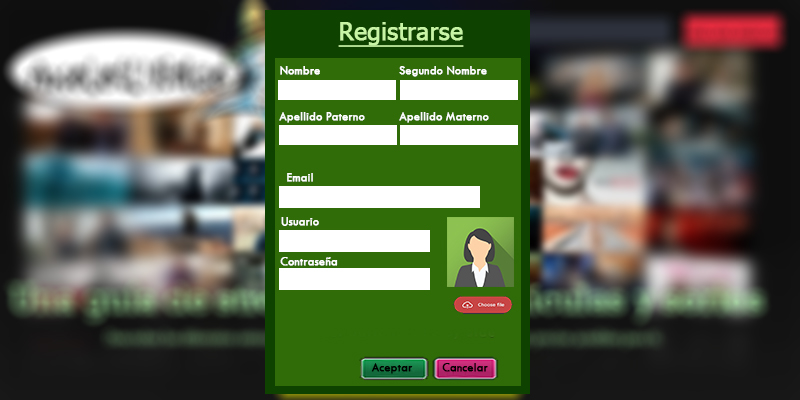 Registrarse
Nombre Segundo Nombre
Apellido Paterno Apellido Materno
Email
Usuario
Contraseña
Choose file
Aceptar Cancelar